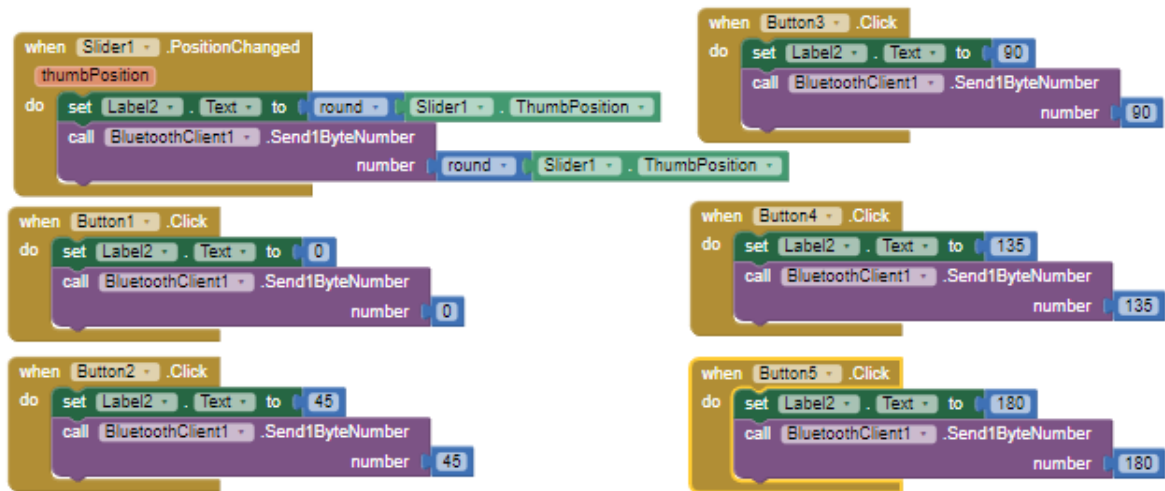 when Slider1 .PositionChanged
thumbPosition
do set Label2 . Text to round Slider1 . ThumbPosition
call BluetoothClient1 .Send1ByteNumber
number round Slider1 . ThumbPosition
when Button1 .Click
do set Label2 . Text to 0
call BluetoothClient1 .Send1ByteNumber
number 0
when Button2 .Click
do set Label2 . Text to 45
call BluetoothClient1 .Send1ByteNumber
number 45
when Button3 .Click
do set Label2 . Text to 90
call BluetoothClient1 .Send1ByteNumber
number 90
when Button4 .Click
do set Label2 . Text to 135
call BluetoothClient1 .Send1ByteNumber
number 135
when Button5 .Click
do set Label2 . Text to 180
call BluetoothClient1 .Send1ByteNumber
number 180